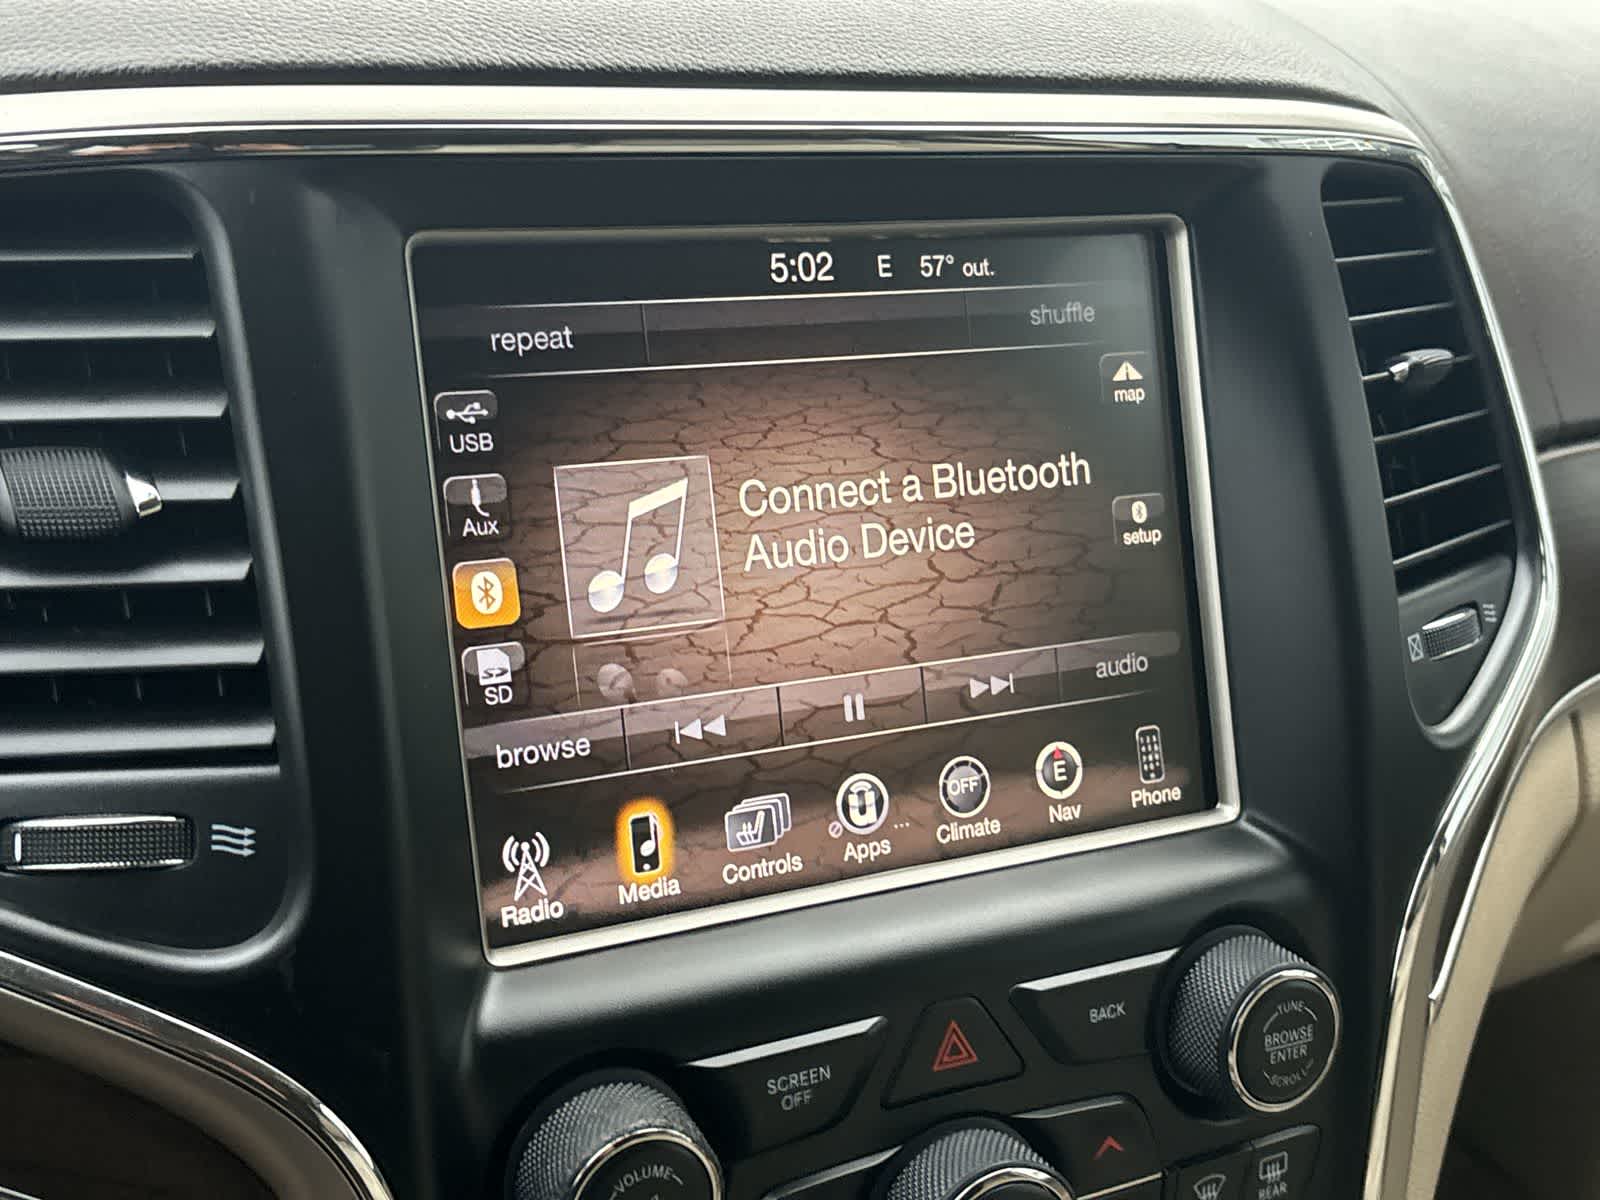 5:02 E 57° out.
repeat shuffle
map
USB
Aux
Connect a Bluetooth
Audio Device
setup
SD
browse audio
Radio Media Controls Apps ... OFF Climate E Nav Phone
BACK
TUNE
BROWSE
ENTER
SCROLL
SCREEN
OFF
VOLUME
REAR